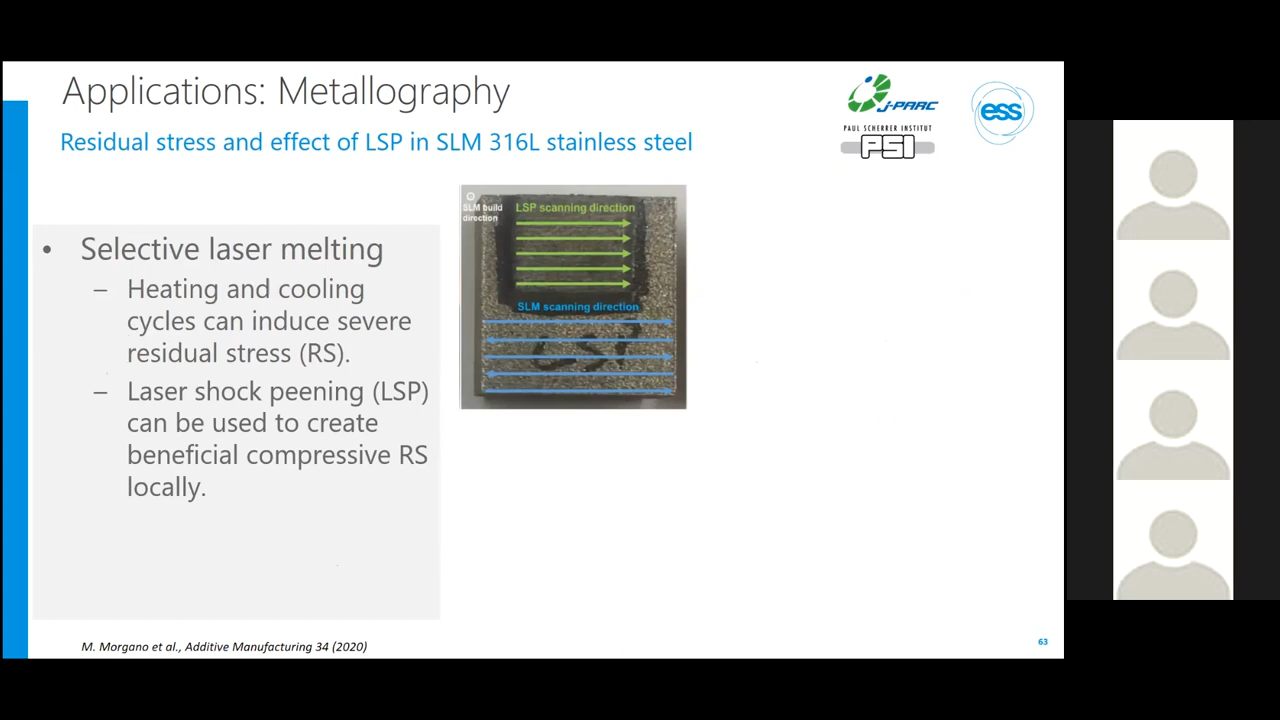 Applications: Metallography
J-PARC
ess
PAUL SCHERRER INSTITUT
PSI
Residual stress and effect of LSP in SLM 316L stainless steel
SLM build
direction
LSP scanning direction
SLM scanning direction
• Selective laser melting
– Heating and cooling
cycles can induce severe
residual stress (RS).
– Laser shock peening (LSP)
can be used to create
beneficial compressive RS
locally.
M. Morgano et al., Additive Manufacturing 34 (2020)
63